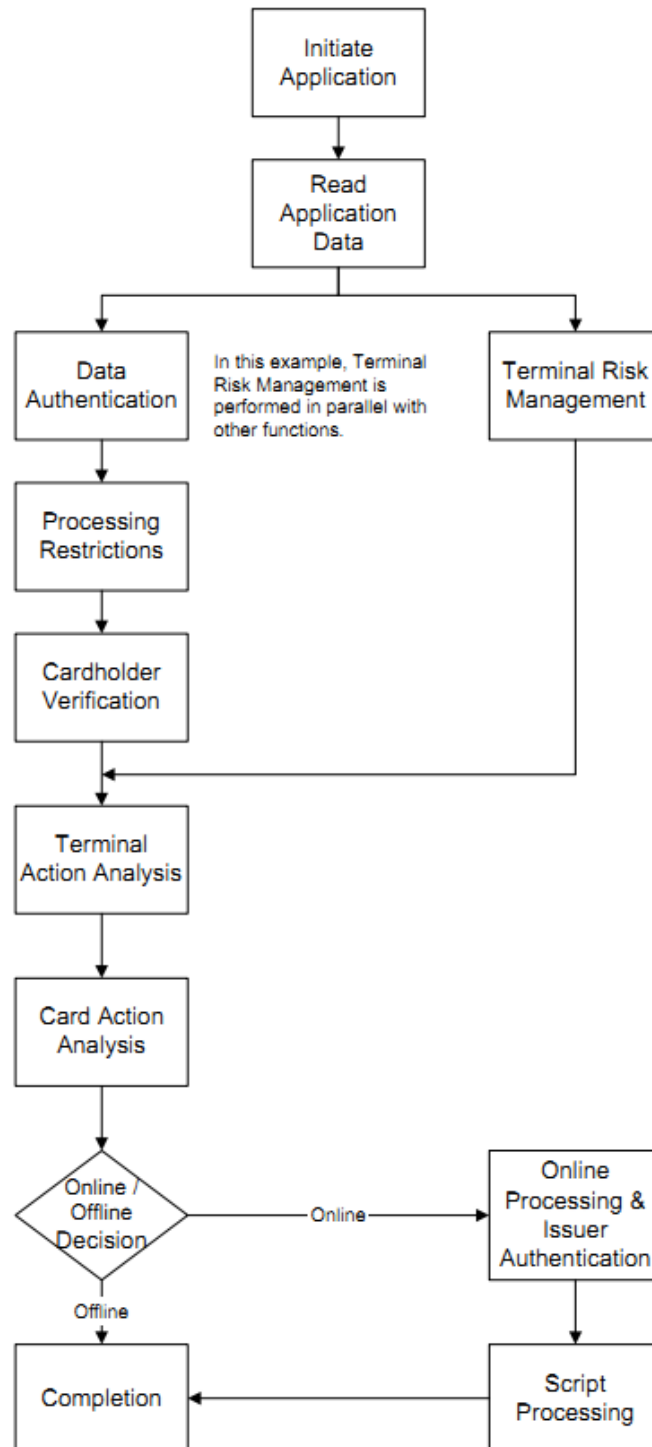 Initiate
Application
Read
Application
Data
Data
Authentication
In this example, Terminal
Risk Management is
performed in parallel with
other functions.
Terminal Risk
Management
Processing
Restrictions
Cardholder
Verification
Terminal
Action Analysis
Card Action
Analysis
Online /
Offline
Decision
Online
Online
Processing &
Issuer
Authentication
Offline
Completion
Script
Processing